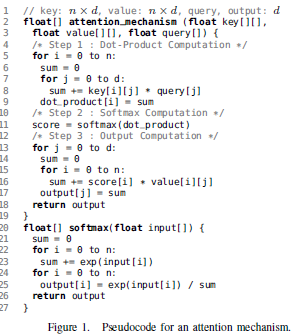 1 // key: n × d, value: n × d, query, output: d
2 float[] attention_mechanism (float key[][],
3 float value[][], float query[]) {
4 /* Step 1 : Dot-Product Computation */
5 for i = 0 to n:
6 sum = 0
7 for j = 0 to d:
8 sum += key[i][j] * query[j]
9 dot_product[i] = sum
10 /* Step 2 : Softmax Computation */
11 score = softmax(dot_product)
12 /* Step 3 : Output Computation */
13 for j = 0 to d:
14 sum = 0
15 for i = 0 to n:
16 sum += score[i] * value[i][j]
17 output[j] = sum
18 return output
19 }
20 float[] softmax(float input[]) {
21 sum = 0
22 for i = 0 to n:
23 sum += exp(input[i])
24 for i = 0 to n:
25 output[i] = exp(input[i]) / sum
26 return output
27 }
Figure 1. Pseudocode for an attention mechanism.